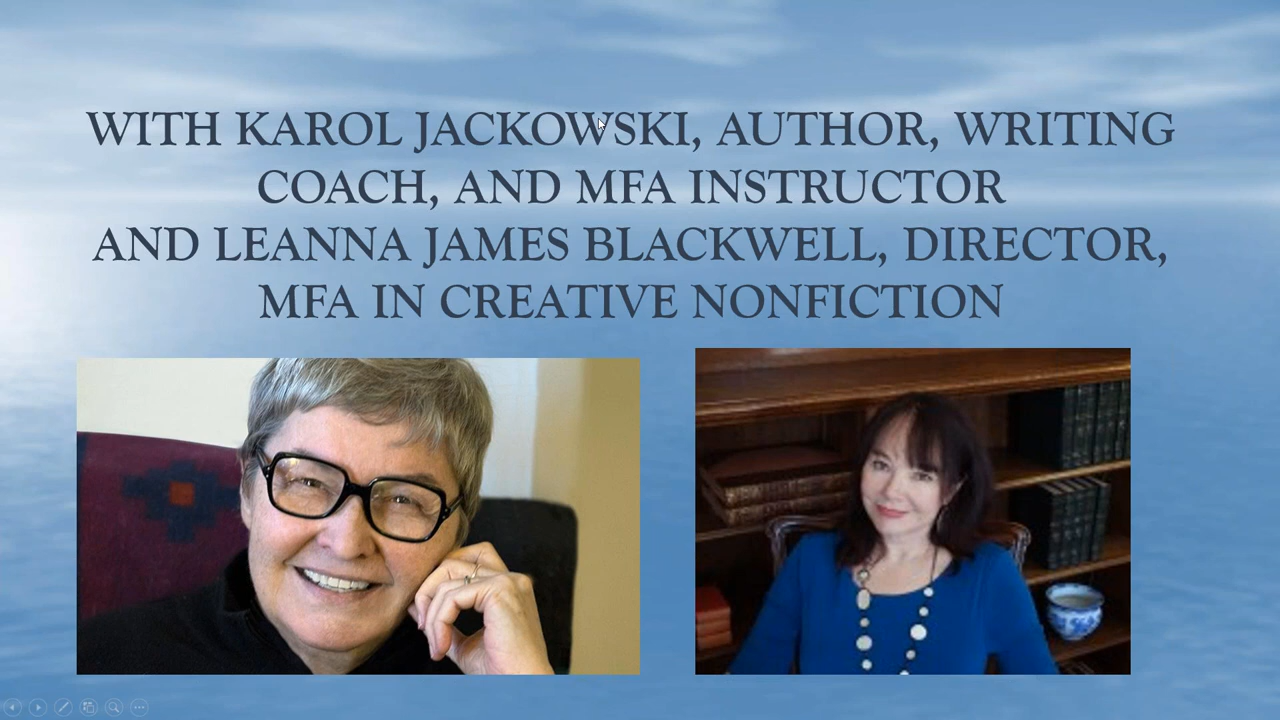 WITH KAROL JACKOWSKI, AUTHOR, WRITING
COACH, AND MFA INSTRUCTOR
AND LEANNA JAMES BLACKWELL, DIRECTOR,
MFA IN CREATIVE NONFICTION